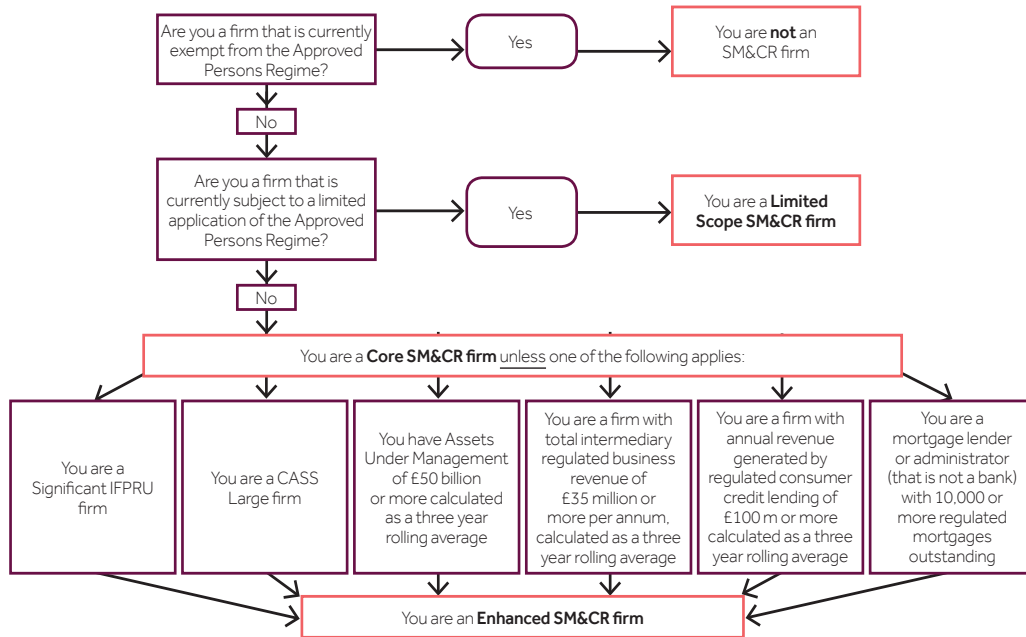 Are you a firm that is currently
exempt from the Approved
Persons Regime?
Yes
You are not an
SM&CR firm
No
Are you a firm that is
currently subject to a limited
application of the Approved
Persons Regime?
Yes
You are a Limited
Scope SM&CR firm
No
You are a Core SM&CR firm unless one of the following applies:
You are a
Significant IFPRU
firm
You are a CASS
Large firm
You have Assets
Under Management
of £50 billion
or more calculated
as a three year
rolling average
You are a firm with
total intermediary
regulated business
revenue of
£35 million or
more per annum,
calculated as a three
year rolling average
You are a firm with
annual revenue
generated by
regulated consumer
credit lending of
£100 m or more
calculated as a three
year rolling average
You are a
mortgage lender
or administrator
(that is not a bank)
with 10,000 or
more regulated
mortgages
outstanding
You are an Enhanced SM&CR firm